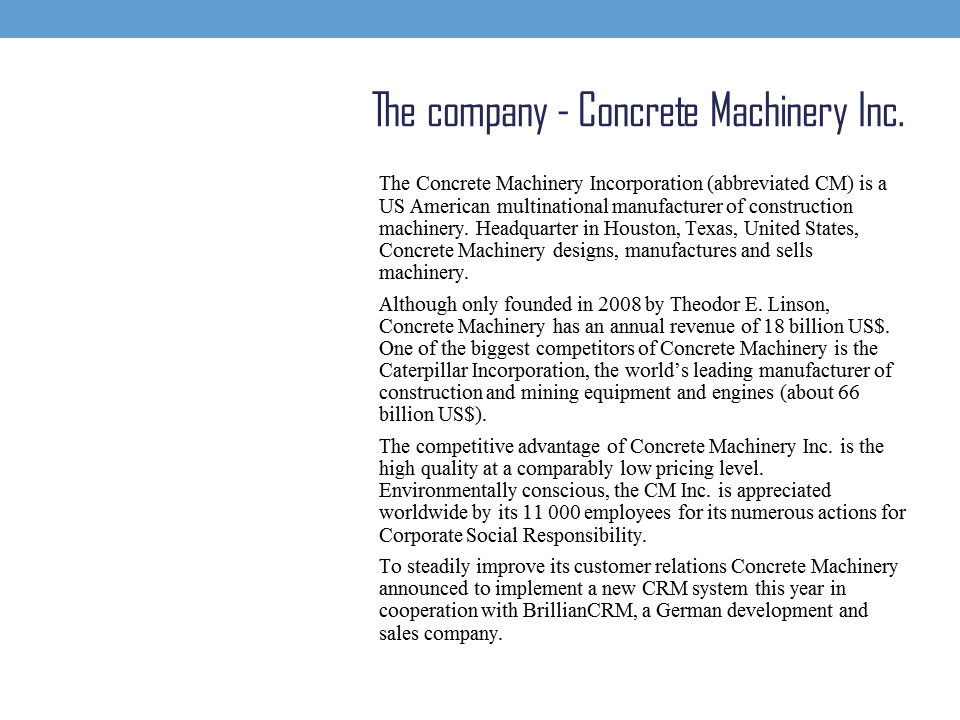 The company - Concrete Machinery Inc.
The Concrete Machinery Incorporation (abbreviated CM) is a
US American multinational manufacturer of construction
machinery. Headquarter in Houston, Texas, United States,
Concrete Machinery designs, manufactures and sells
machinery.
Although only founded in 2008 by Theodor E. Linson,
Concrete Machinery has an annual revenue of 18 billion US$.
One of the biggest competitors of Concrete Machinery is the
Caterpillar Incorporation, the world’s leading manufacturer of
construction and mining equipment and engines (about 66
billion US$).
The competitive advantage of Concrete Machinery Inc. is the
high quality at a comparably low pricing level.
Environmentally conscious, the CM Inc. is appreciated
worldwide by its 11 000 employees for its numerous actions for
Corporate Social Responsibility.
To steadily improve its customer relations Concrete Machinery
announced to implement a new CRM system this year in
cooperation with BrillianCRM, a German development and
sales company.